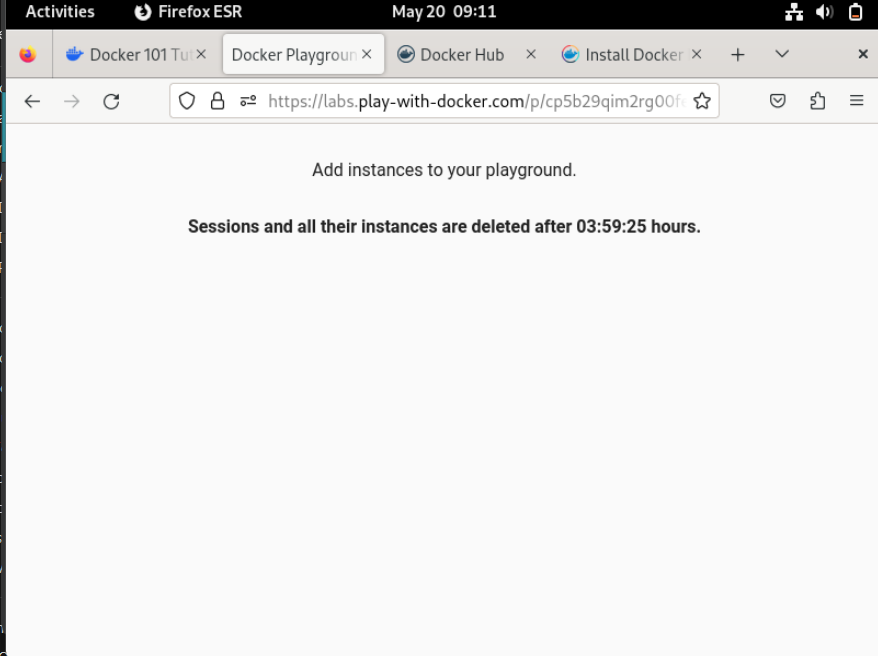 Activities Firefox ESR May 20 09:11
Docker 101 Tut Docker Playgroun Docker Hub Install Docker
https://labs.play-with-docker.com/p/cp5b29qim2rg00f
Add instances to your playground.
Sessions and all their instances are deleted after 03:59:25 hours.